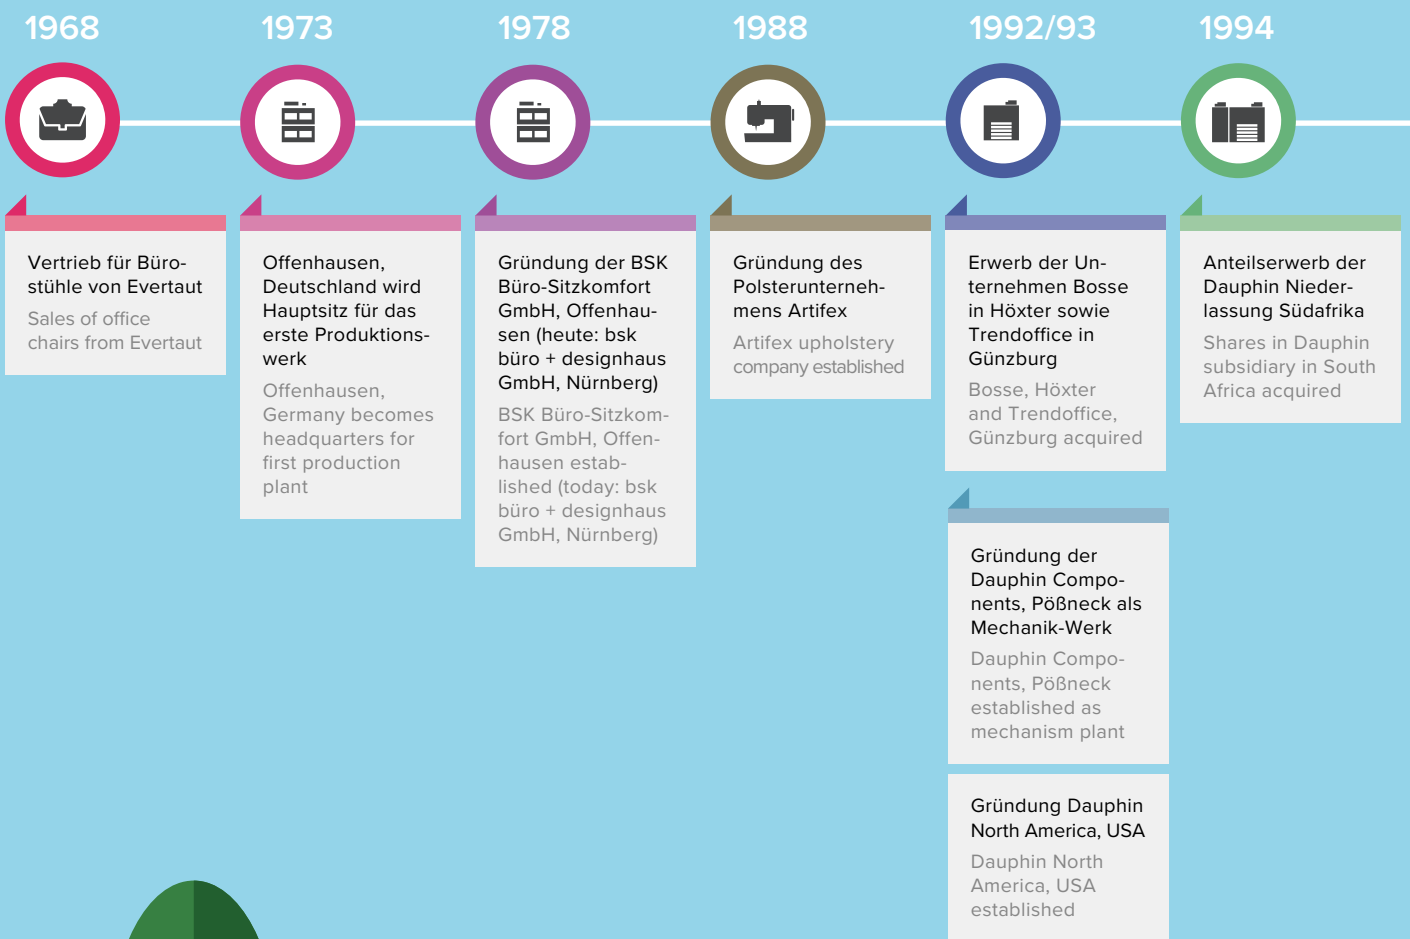 1968
Vertrieb für Büro-
stühle von Evertaut
Sales of office
chairs from Evertaut
1973
Offenhausen,
Deutschland wird
Hauptsitz für das
erste Produktions-
werk
Offenhausen,
Germany becomes
headquarters for
first production
plant
1978
Gründung der BSK
Büro-Sitzkomfort
GmbH, Offenhau-
sen (heute: bsk
büro + designhaus
GmbH, Nürnberg)
BSK Büro-Sitzkom-
fort GmbH, Offen-
hausen estab-
lished (today: bsk
büro + designhaus
GmbH, Nürnberg)
1988
Gründung des
Polsterunterneh-
mens Artifex
Artifex upholstery
company established
1992/93
Erwerb der Un-
ternehmen Bosse
in Höxter sowie
Trendoffice in
Günzburg
Bosse, Höxter
and Trendoffice,
Günzburg acquired
Gründung der
Dauphin Compo-
nents, Pößneck als
Mechanik-Werk
Dauphin Compo-
nents, Pößneck
established as
mechanism plant
Gründung Dauphin
North America, USA
Dauphin North
America, USA
established
1994
Anteilserwerb der
Dauphin Nieder-
lassung Südafrika
Shares in Dauphin
subsidiary in South
Africa acquired